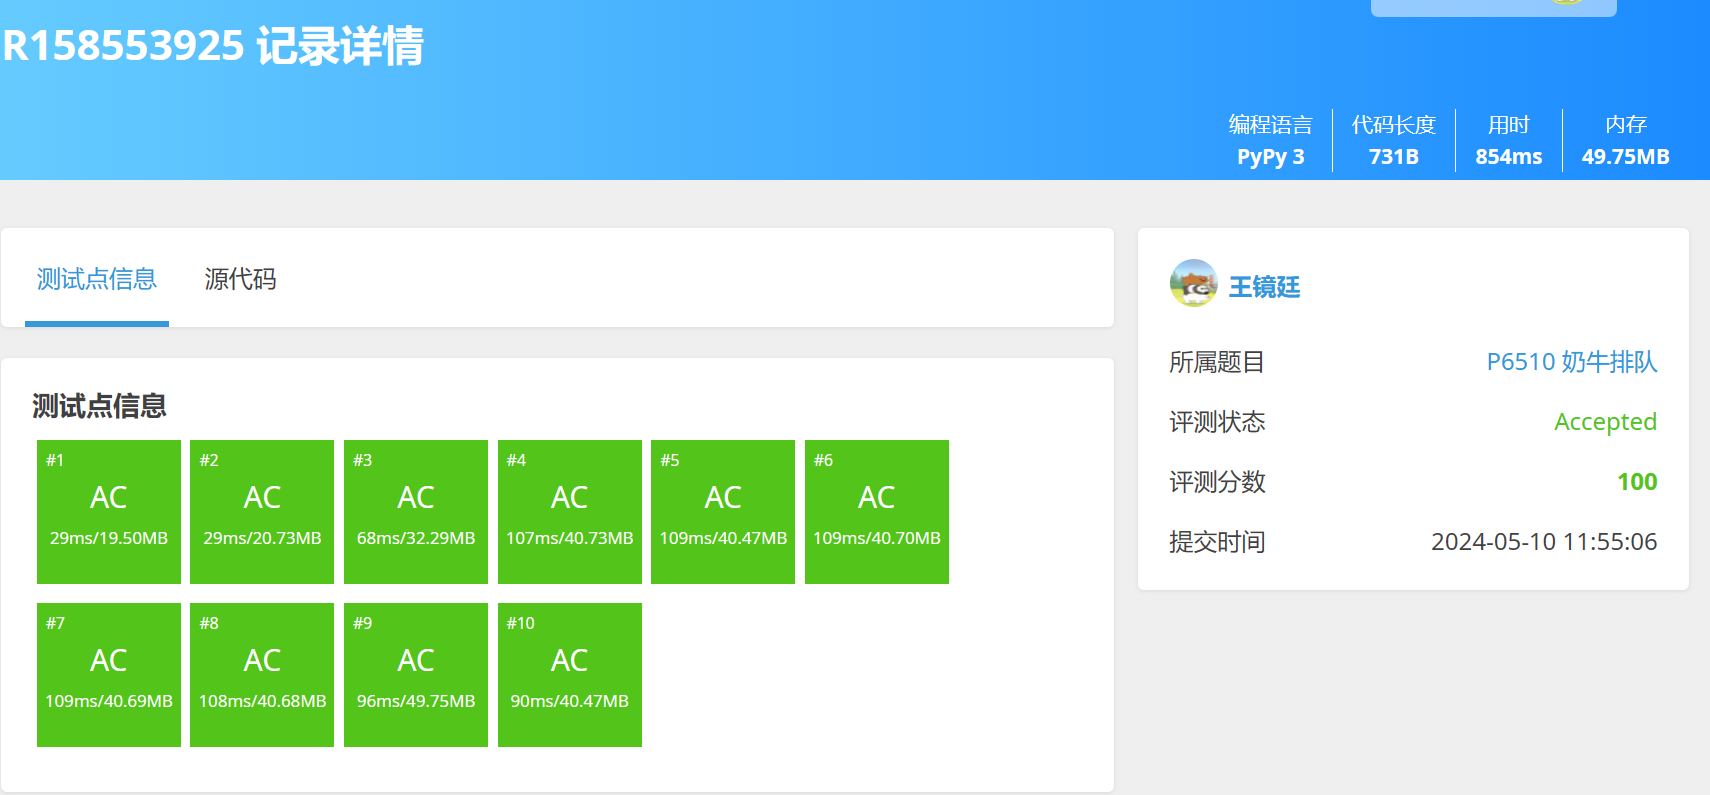 R158553925 记录详情
编程语言 代码长度 用时 内存
PyPy 3 731B 854ms 49.75MB
测试点信息 源代码
测试点信息
#1 #2 #3 #4 #5 #6
AC AC AC AC AC AC
29ms/19.50MB 29ms/20.73MB 68ms/32.29MB 107ms/40.73MB 109ms/40.47MB 109ms/40.70MB
#7 #8 #9 #10
AC AC AC AC
109ms/40.69MB 108ms/40.68MB 96ms/49.75MB 90ms/40.47MB
王镜廷
所属题目 P6510 奶牛排队
评测状态 Accepted
评测分数 100
提交时间 2024-05-10 11:55:06